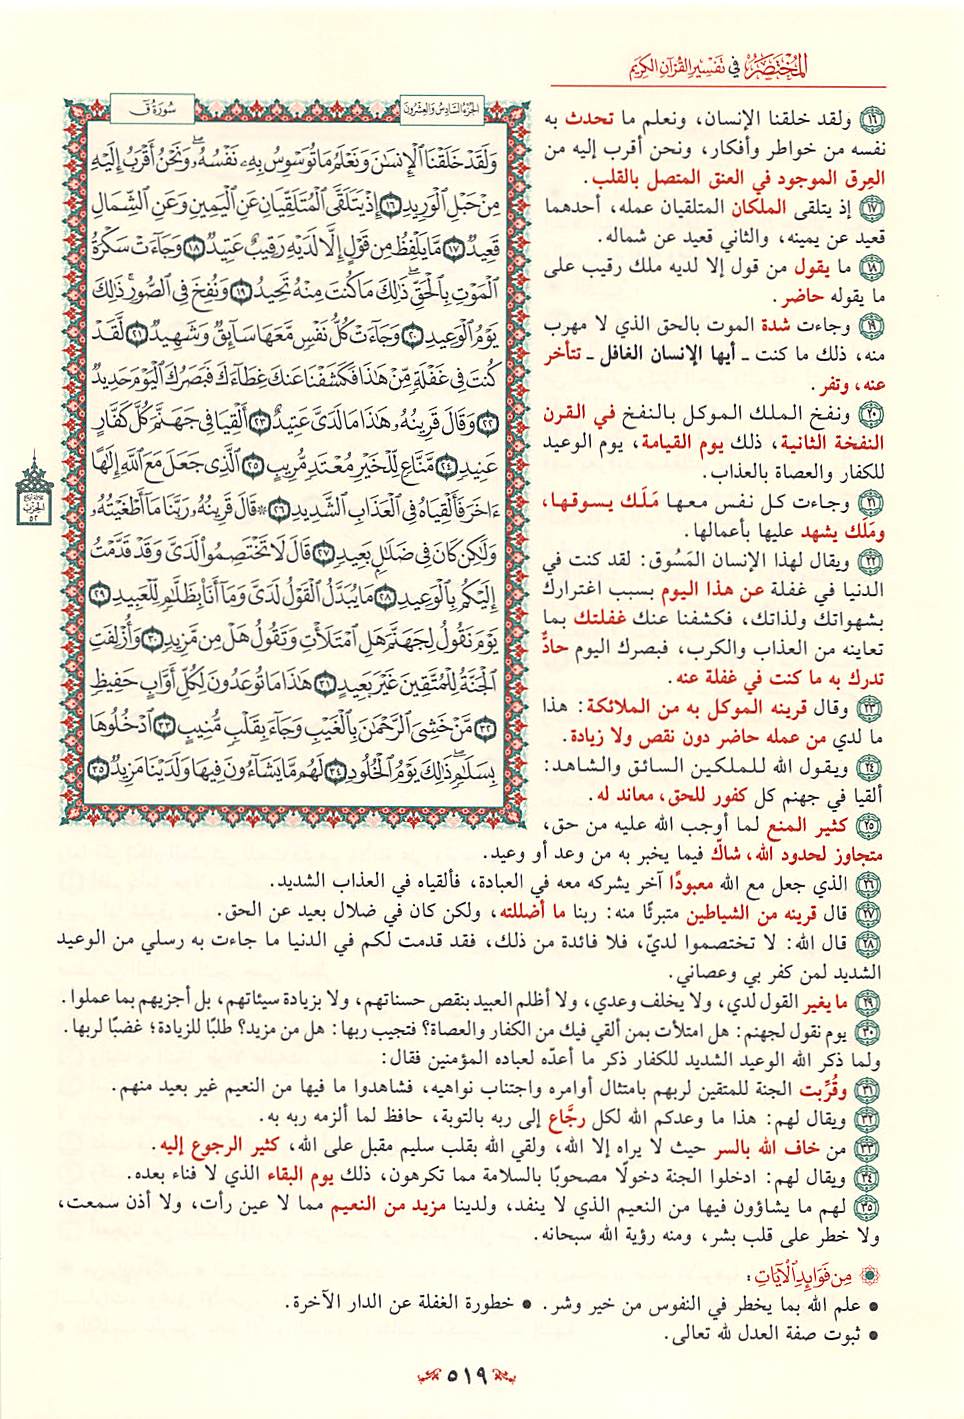 المختصر في تفسير القرآن الكريم
الجزء السادس والعشرون
سورة ق
وَلَقَدْ خَلَقْنَا الْإِنسَانَ وَنَعْلَمُ مَا تُوَسْوِسُ بِهِ نَفْسُهُ وَنَحْنُ أَقْرَبُ إِلَيْهِ
مِنْ حَبْلِ الْوَرِيدِ ١٦ إِذْ يَتَلَقَّى الْمُتَلَقِّيَانِ عَنِ الْيَمِينِ وَعَنِ الشِّمَالِ
قَعِيدٌ ١٧ مَّا يَلْفِظُ مِن قَوْلٍ إِلَّا لَدَيْهِ رَقِيبٌ عَتِيدٌ ١٨ وَجَاءَتْ سَكْرَةُ
الْمَوْتِ بِالْحَقِّ ذَلِكَ مَا كُنتَ مِنْهُ تَحِيدُ ١٩ وَنُفِخَ فِي الصُّورِ ذَلِكَ
يَوْمُ الْوَعِيدِ ٢٠ وَجَاءَتْ كُلُّ نَفْسٍ مَّعَهَا سَائِقٌ وَشَهِيدٌ ٢١ لَّقَدْ
كُنتَ فِي غَفْلَةٍ مِّنْ هَذَا فَكَشَفْنَا عَنكَ غِطَاءَكَ فَبَصَرُكَ الْيَوْمَ حَدِيدٌ
٢٢ وَقَالَ قَرِينُهُ هَذَا مَا لَدَيَّ عَتِيدٌ ٢٣ أَلْقِيَا فِي جَهَنَّمَ كُلَّ كَفَّارٍ
عَنِيدٍ ٢٤ مَّنَّاعٍ لِّلْخَيْرِ مُعْتَدٍ مُّرِيبٍ ٢٥ الَّذِي جَعَلَ مَعَ اللَّهِ إِلَهًا
ءَاخَرَ فَأَلْقِيَاهُ فِي الْعَذَابِ الشَّدِيدِ ٢٦ ۞ قَالَ قَرِينُهُ رَبَّنَا مَا أَطْغَيْتُهُ
وَلَكِن كَانَ فِي ضَلَالٍ بَعِيدٍ ٢٧ قَالَ لَا تَخْتَصِمُوا لَدَيَّ وَقَدْ قَدَّمْتُ
إِلَيْكُم بِالْوَعِيدِ ٢٨ مَا يُبَدَّلُ الْقَوْلُ لَدَيَّ وَمَا أَنَا بِظَلَّامٍ لِّلْعَبِيدِ ٢٩
يَوْمَ نَقُولُ لِجَهَنَّمَ هَلِ امْتَلَأْتِ وَتَقُولُ هَلْ مِن مَّزِيدٍ ٣٠ وَأُزْلِفَتِ
الْجَنَّةُ لِلْمُتَّقِينَ غَيْرَ بَعِيدٍ ٣١ هَذَا مَا تُوعَدُونَ لِكُلِّ أَوَّابٍ حَفِيظٍ
٣٢ مَّنْ خَشِيَ الرَّحْمَنَ بِالْغَيْبِ وَجَاءَ بِقَلْبٍ مُّنِيبٍ ٣٣ ادْخُلُوهَا
بِسَلَامٍ ذَلِكَ يَوْمُ الْخُلُودِ ٣٤ لَهُم مَّا يَشَاءُونَ فِيهَا وَلَدَيْنَا مَزِيدٌ ٣٥
ثلاثة أرباع
الحزب
٥٢
١٦ ولقد خلقنا الإنسان، ونعلم ما تحدث به
نفسه من خواطر وأفكار، ونحن أقرب إليه من
العِرق الموجود في العنق المتصل بالقلب.
١٧ إذ يتلقى الملكان المتلقيان عمله، أحدهما
قعيد عن يمينه، والثاني قعيد عن شماله.
١٨ ما يقول من قول إلا لديه ملك رقيب على
ما يقوله حاضر.
١٩ وجاءت شدة الموت بالحق الذي لا مهرب
منه، ذلك ما كنت ـ أيها الإنسان الغافل ـ تتأخر
عنه، وتفر.
٢٠ ونفخ الملك الموكل بالنفخ في القرن
النفخة الثانية، ذلك يوم القيامة، يوم الوعيد
للكفار والعصاة بالعذاب.
٢١ وجاءت كل نفس معها مَلَك يسوقها،
ومَلَك يشهد عليها بأعمالها.
٢٢ ويقال لهذا الإنسان المَسُوق: لقد كنت في
الدنيا في غفلة عن هذا اليوم بسبب اغترارك
بشهواتك ولذاتك، فكشفنا عنك غفلتك بما
تعاينه من العذاب والكرب، فبصرك اليوم حادٌّ
تدرك به ما كنت في غفلة عنه.
٢٣ وقال قرينه الموكل به من الملائكة: هذا
ما لدي من عمله حاضر دون نقص ولا زيادة.
٢٤ ويقول الله للملكين السائق والشاهد:
ألقيا في جهنم كل كفور للحق، معاند له.
٢٥ كثير المنع لما أوجب الله عليه من حق،
متجاوز لحدود الله، شاكّ فيما يخبر به من وعد أو وعيد.
٢٦ الذي جعل مع الله معبودًا آخر يشركه معه في العبادة، فألقياه في العذاب الشديد.
٢٧ قال قرينه من الشياطين متبرئًا منه: ربنا ما أضللته، ولكن كان في ضلال بعيد عن الحق.
٢٨ قال الله: لا تختصموا لديّ، فلا فائدة من ذلك، فقد قدمت لكم في الدنيا ما جاءت به رسلي من الوعيد
الشديد لمن كفر بي وعصاني.
٢٩ ما يغير القول لدي، ولا يخلف وعدي، ولا أظلم العبيد بنقص حسناتهم، ولا بزيادة سيئاتهم، بل أجزيهم بما عملوا.
٣٠ يوم نقول لجهنم: هل امتلأت بمن ألقي فيك من الكفار والعصاة؟ فتجيب ربها: هل من مزيد؟ طلبًا للزيادة؛ غضبًا لربها.
ولما ذكر الله الوعيد الشديد للكفار ذكر ما أعدّه لعباده المؤمنين فقال:
٣١ وقُرِّبت الجنة للمتقين لربهم بامتثال أوامره واجتناب نواهيه، فشاهدوا ما فيها من النعيم غير بعيد منهم.
٣٢ ويقال لهم: هذا ما وعدكم الله لكل رجَّاع إلى ربه بالتوبة، حافظ لما ألزمه ربه به.
٣٣ من خاف الله بالسر حيث لا يراه إلا الله، ولقي الله بقلب سليم مقبل على الله، كثير الرجوع إليه.
٣٤ ويقال لهم: ادخلوا الجنة دخولًا مصحوبًا بالسلامة مما تكرهون، ذلك يوم البقاء الذي لا فناء بعده.
٣٥ لهم ما يشاؤون فيها من النعيم الذي لا ينفد، ولدينا مزيد من النعيم مما لا عين رأت، ولا أذن سمعت،
ولا خطر على قلب بشر، ومنه رؤية الله سبحانه.
من فوائد الآيات:
• علم الله بما يخطر في النفوس من خير وشر. • خطورة الغفلة عن الدار الآخرة.
• ثبوت صفة العدل لله تعالى.
٥١٩